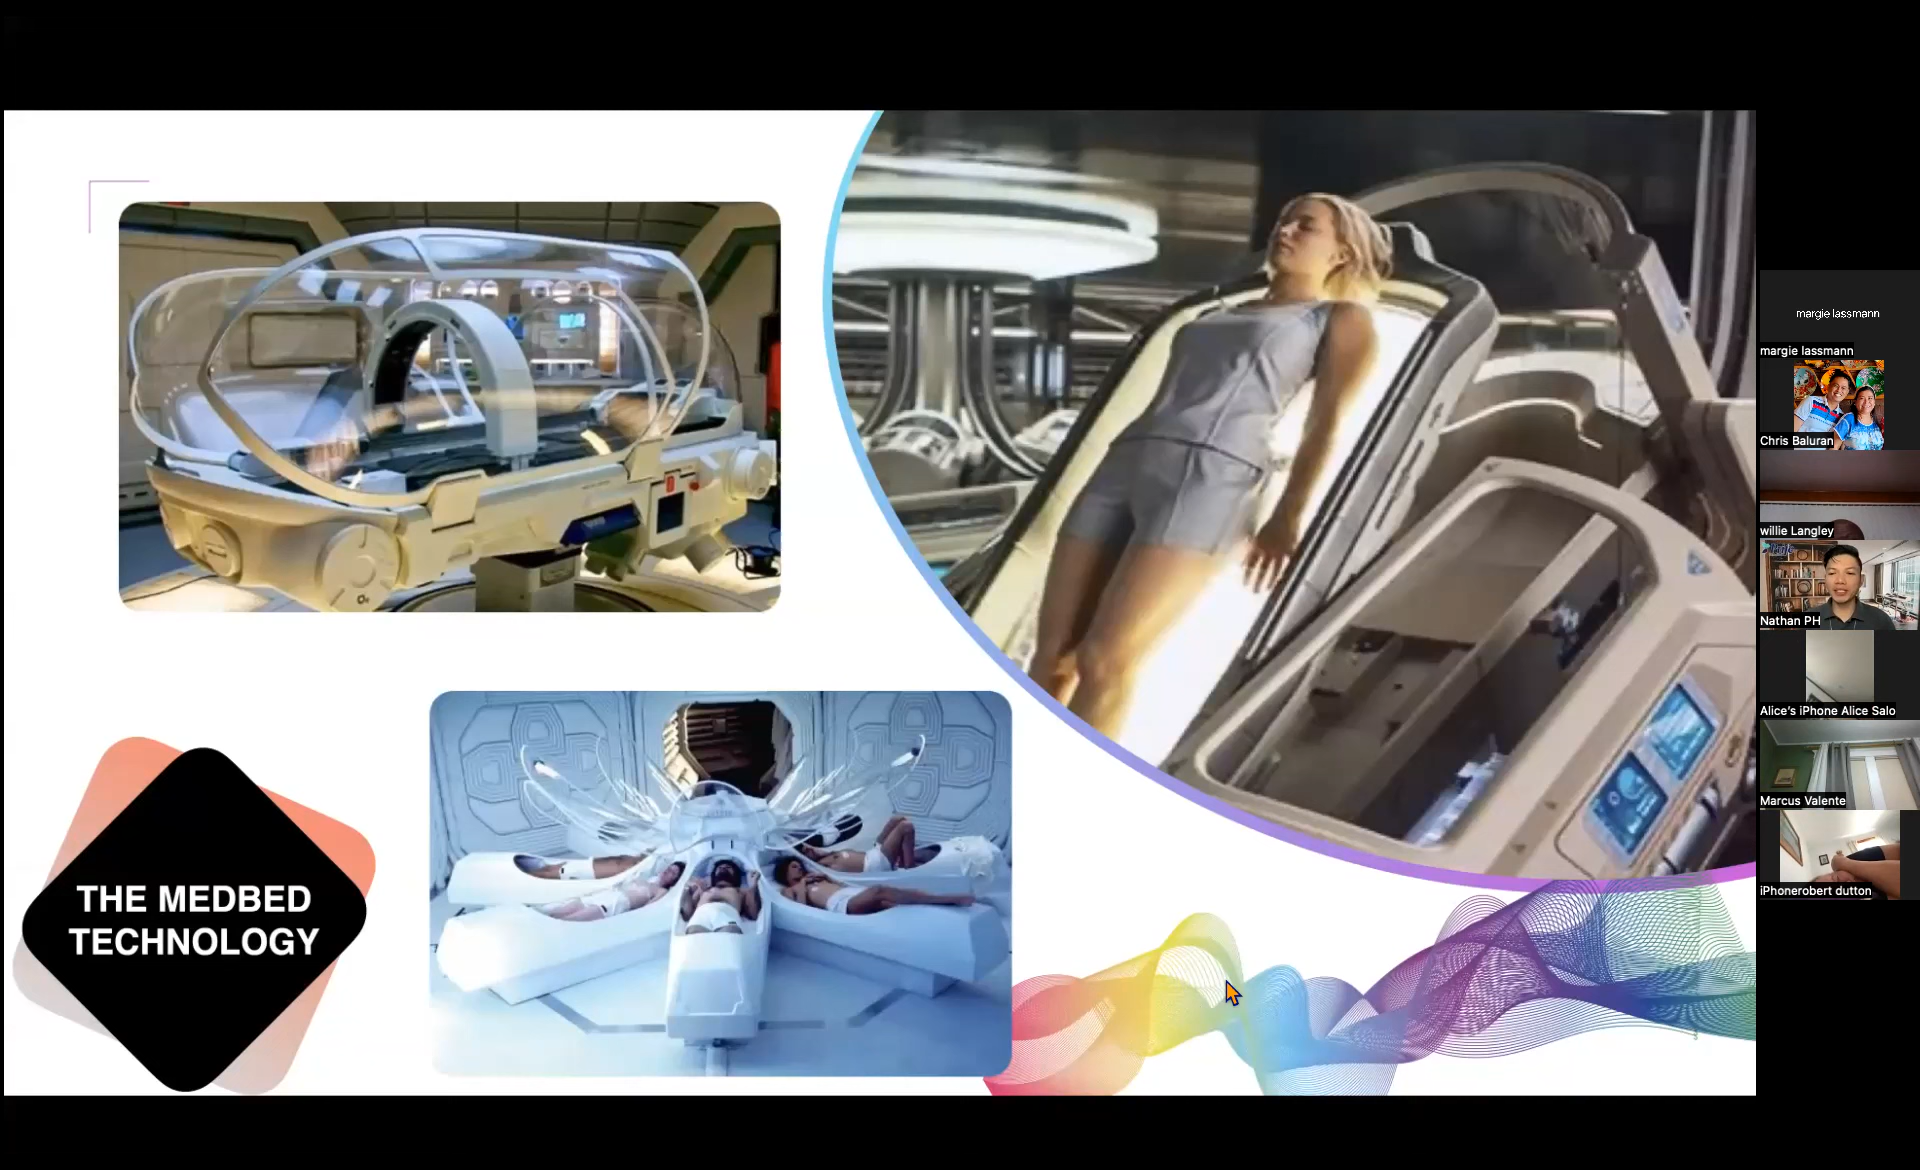 THE MEDBED
TECHNOLOGY
margie lassmann
margie lassmann
Chris Baluran
willie Langley
Nathan PH
Alice's iPhone Alice Salo
Marcus Valente
iPhonerobert dutton